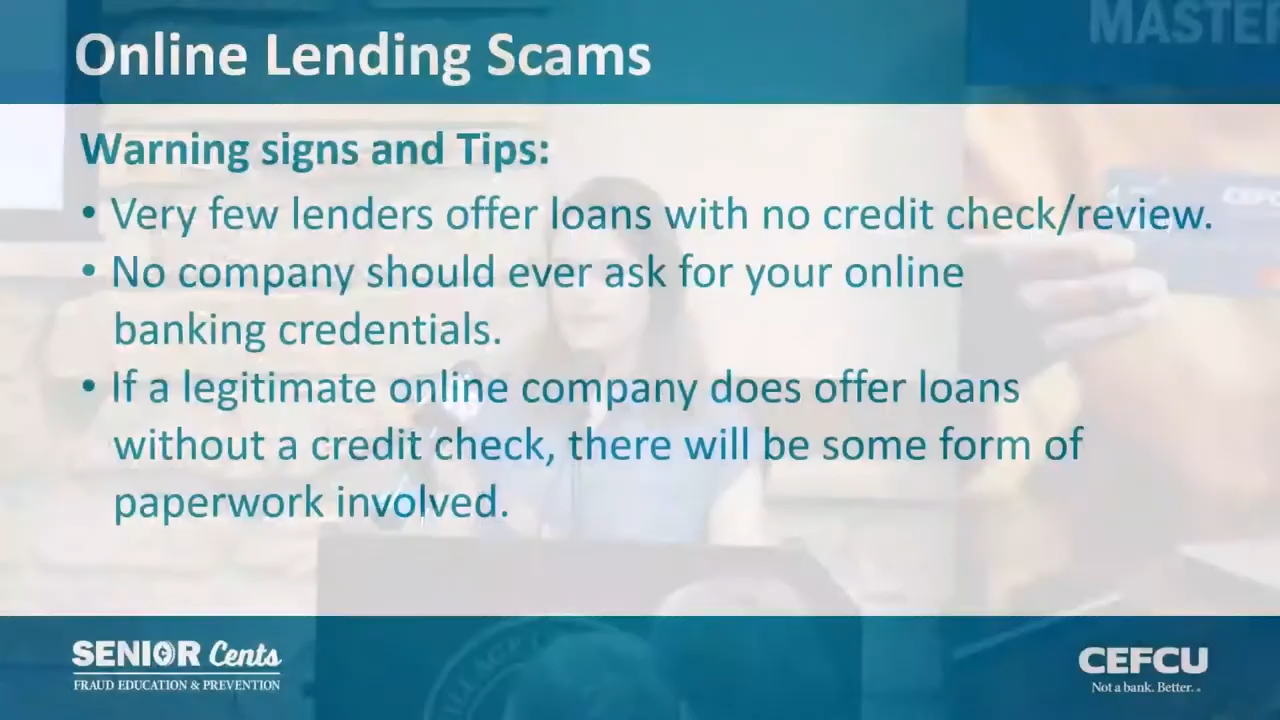 MASTER
Online Lending Scams
Warning signs and Tips:
• Very few lenders offer loans with no credit check/review.
• No company should ever ask for your online
banking credentials.
• If a legitimate online company does offer loans
without a credit check, there will be some form of
paperwork involved.
SENIOR Cents
FRAUD EDUCATION & PREVENTION
CEFCU
Not a bank. Better.